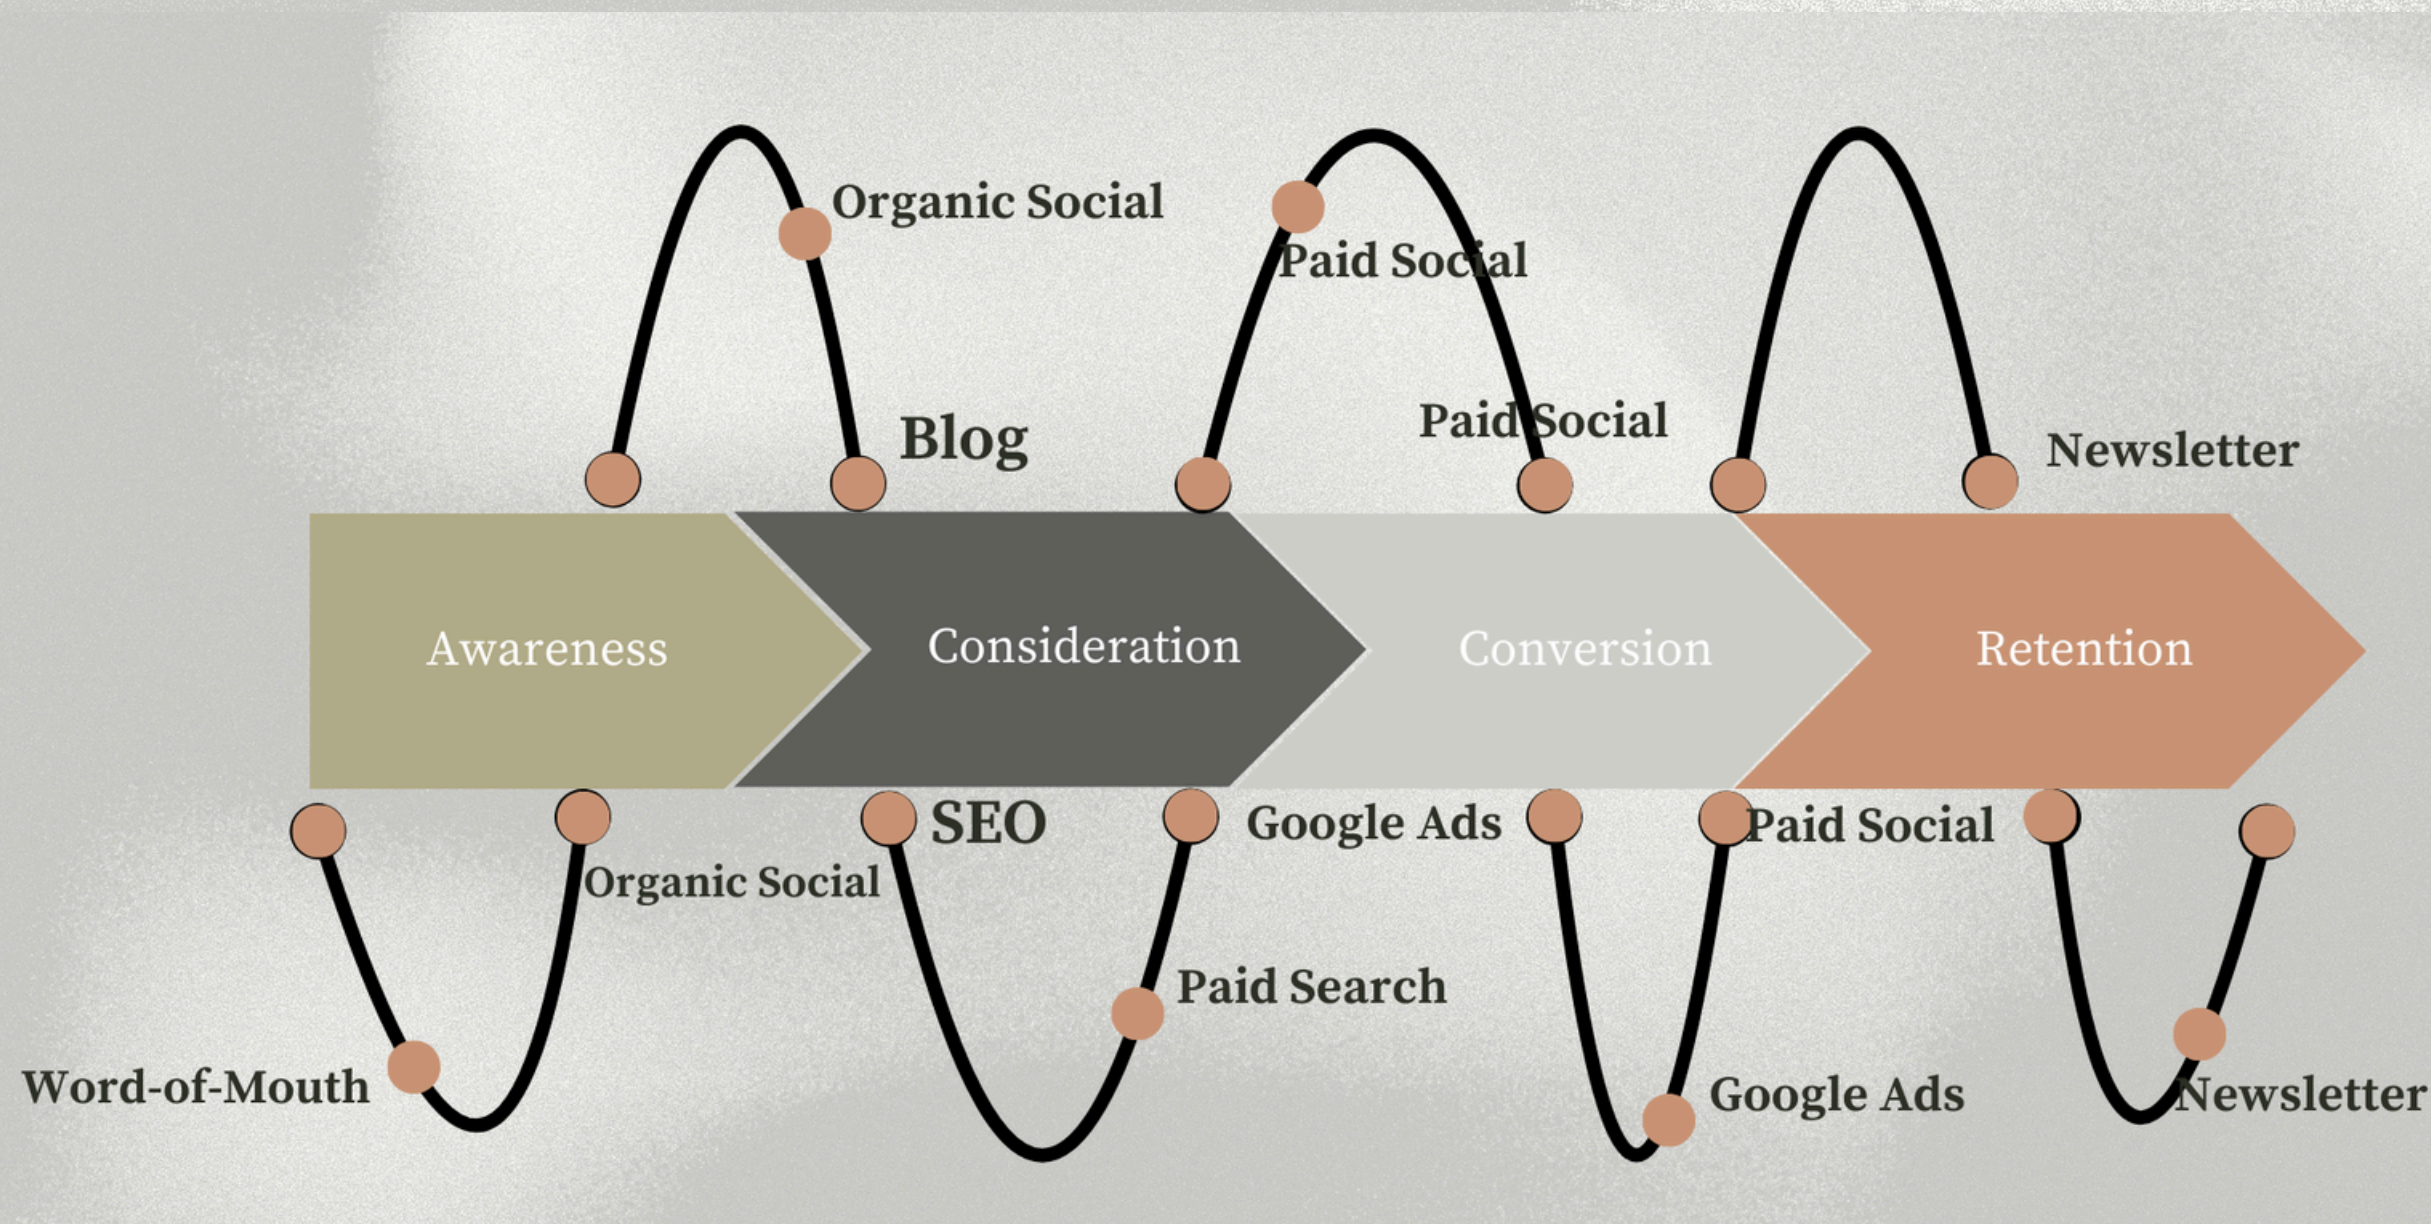 Organic Social
Paid Social
Blog
Paid Social
Newsletter
Awareness
Consideration
Conversion
Retention
SEO
Google Ads
Paid Social
Organic Social
Paid Search
Word-of-Mouth
Google Ads
Newsletter